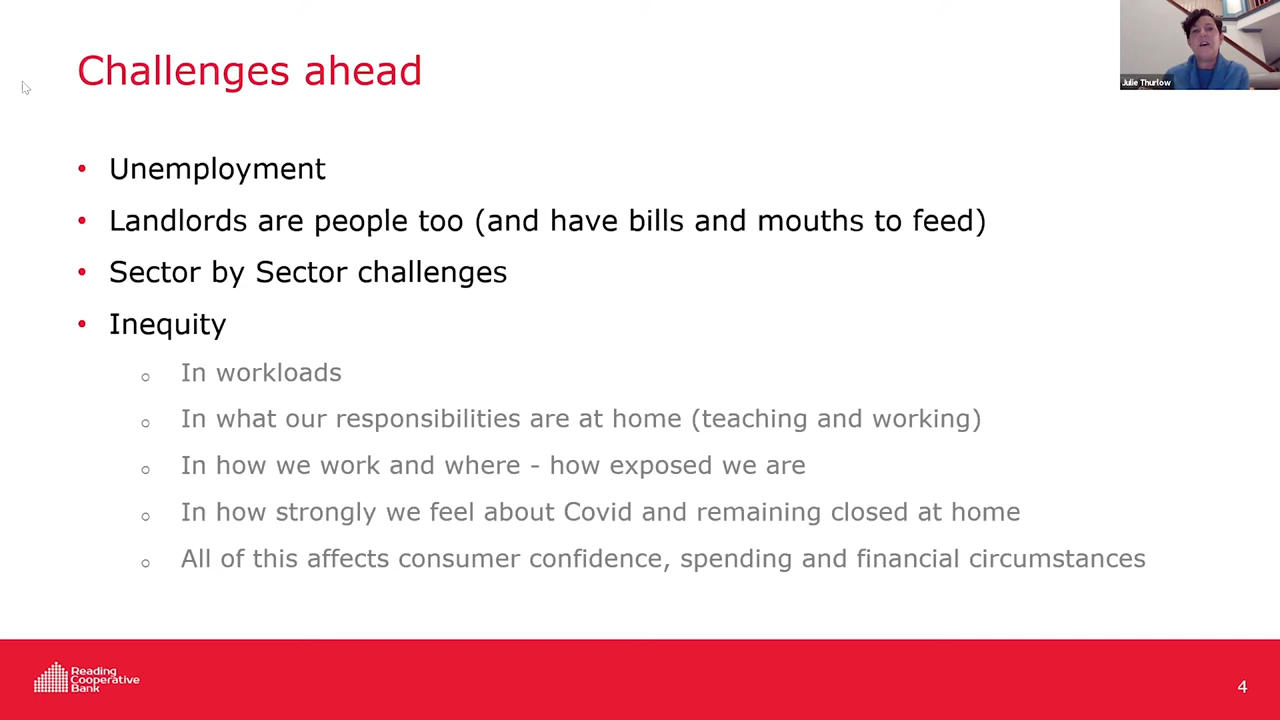 Challenges ahead
Julie Thurlow
• Unemployment
• Landlords are people too (and have bills and mouths to feed)
• Sector by Sector challenges
• Inequity
○ In workloads
○ In what our responsibilities are at home (teaching and working)
○ In how we work and where - how exposed we are
○ In how strongly we feel about Covid and remaining closed at home
○ All of this affects consumer confidence, spending and financial circumstances
Reading
Cooperative
Bank
4